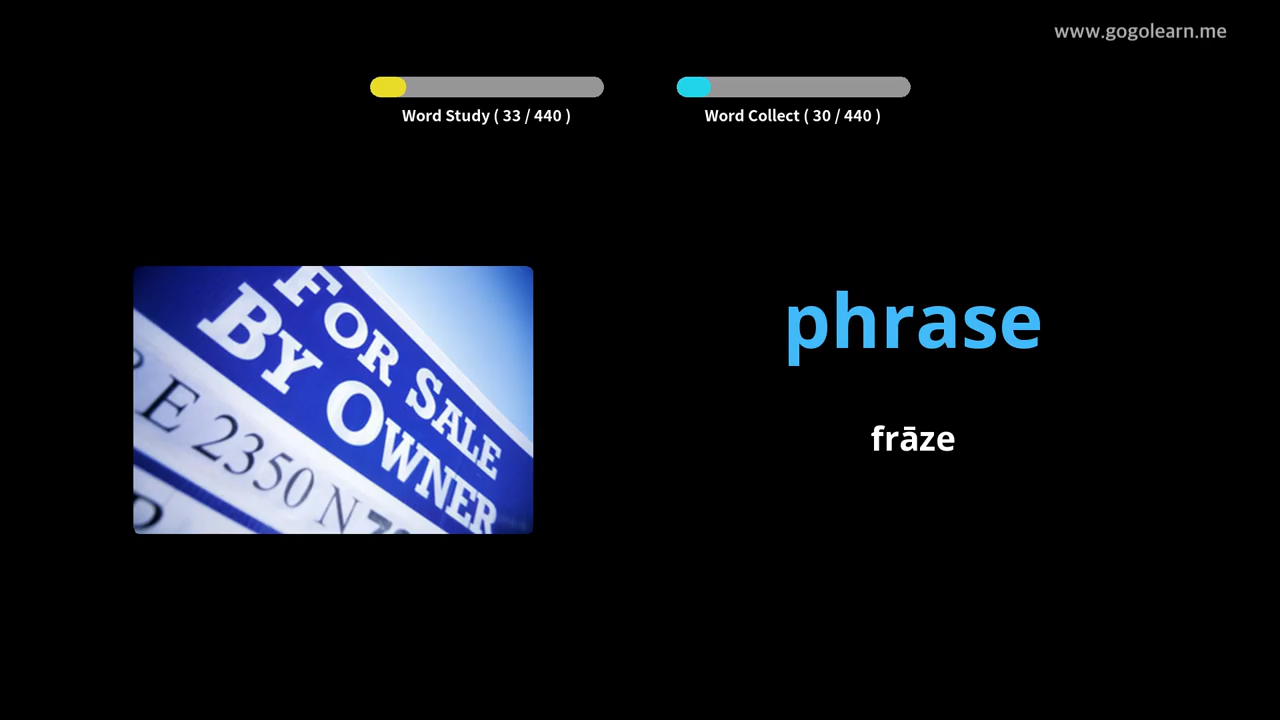 www.gogolearn.me
Word Study ( 33 / 440 )
Word Collect ( 30 / 440 )
FOR SALE
BY OWNER
E 2350 N
phrase
frāze